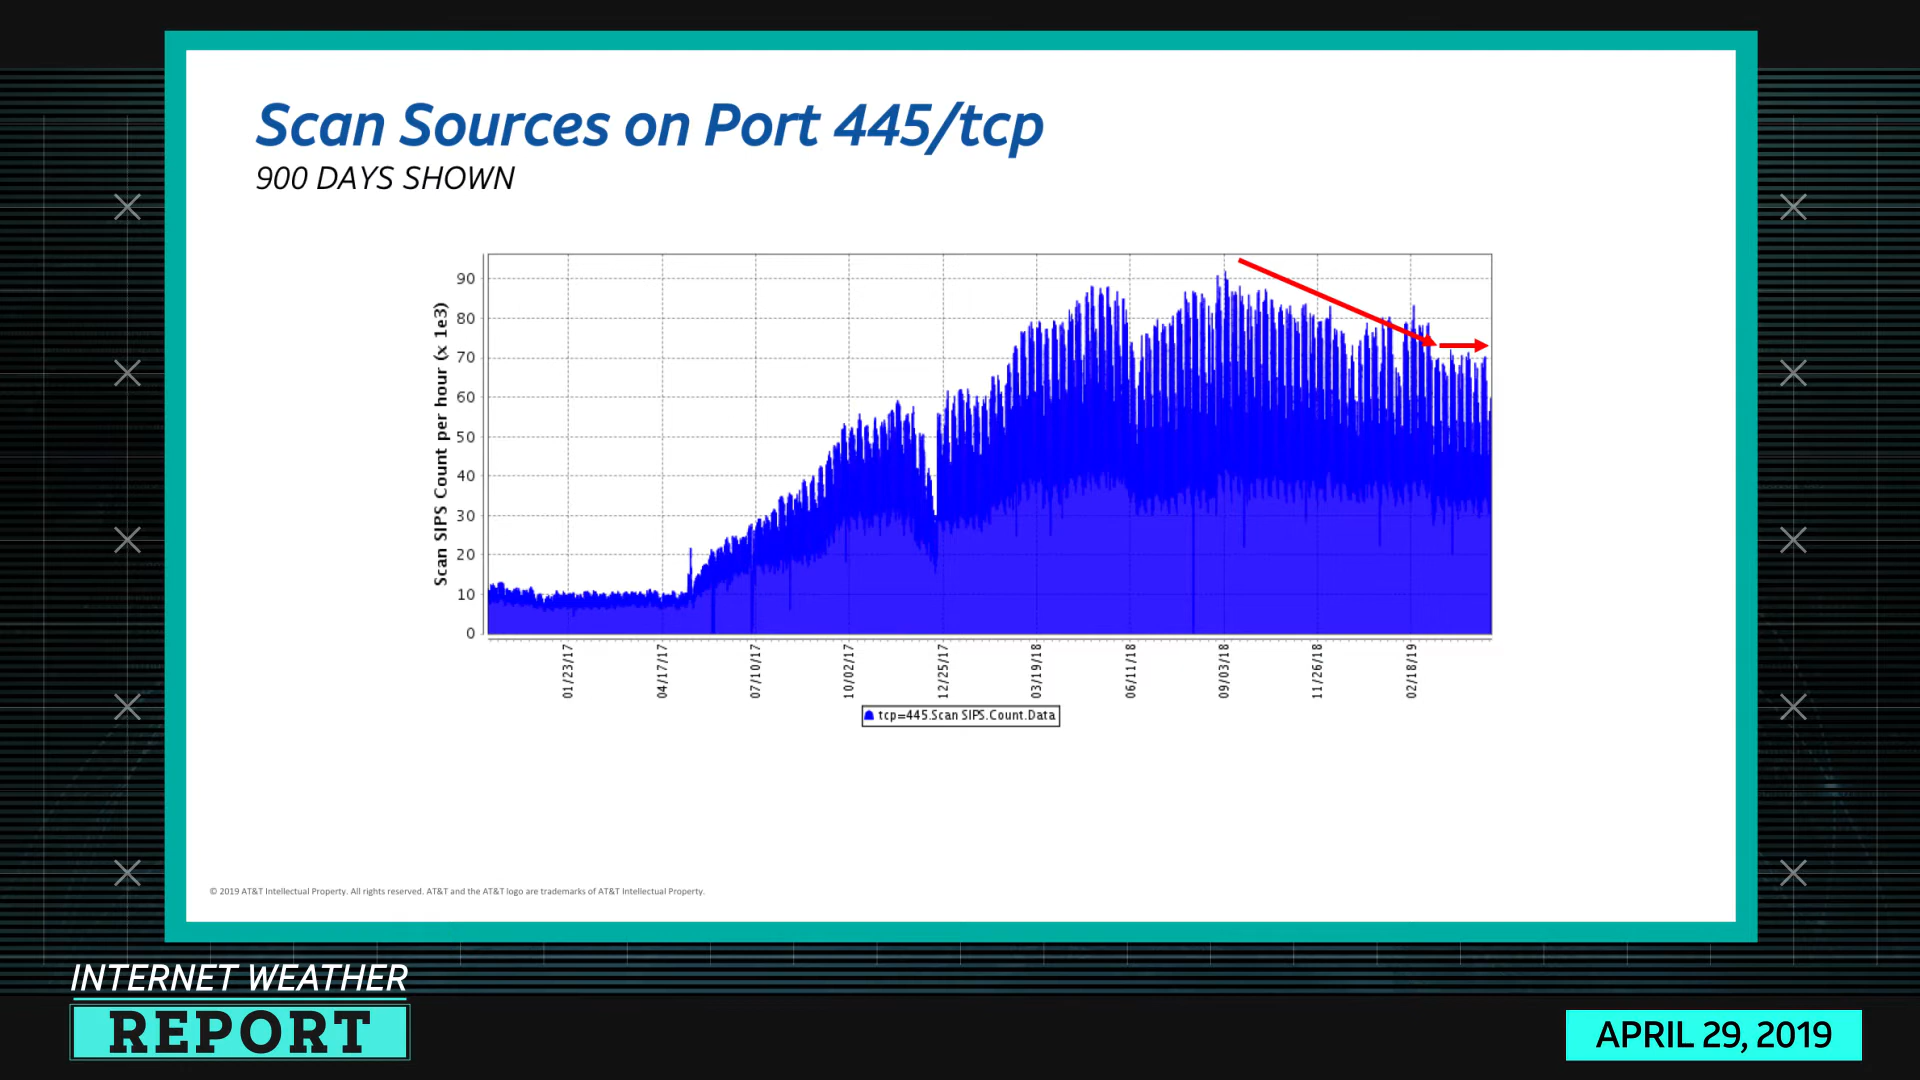 Scan Sources on Port 445/tcp
900 DAYS SHOWN
Scan SIPS Count per hour (x 1e3)
90
80
70
60
50
40
30
20
10
0
01/23/17
04/17/17
07/10/17
10/02/17
12/25/17
03/19/18
06/11/18
09/03/18
11/26/18
02/18/19
tcp=445.Scan SIPS.Count.Data
© 2019 AT&T Intellectual Property. All rights reserved. AT&T and the AT&T logo are trademarks of AT&T Intellectual Property.
INTERNET WEATHER
REPORT
APRIL 29, 2019